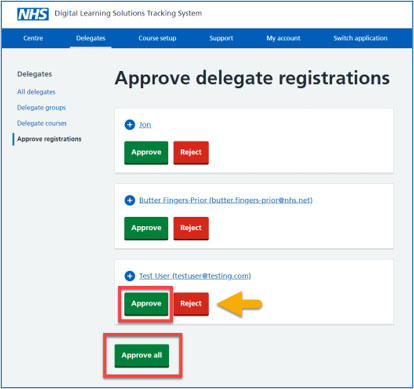 NHS Digital Learning Solutions Tracking System
Centre Delegates Course setup Support My account Switch application
Delegates
All delegates
Delegate groups
Delegate courses
Approve registrations
Approve delegate registrations
Jon
Approve Reject
Butter Fingers-Prior (butter.fingers-prior@nhs.net)
Approve Reject
Test User (testuser@testing.com)
Approve Reject
Approve all